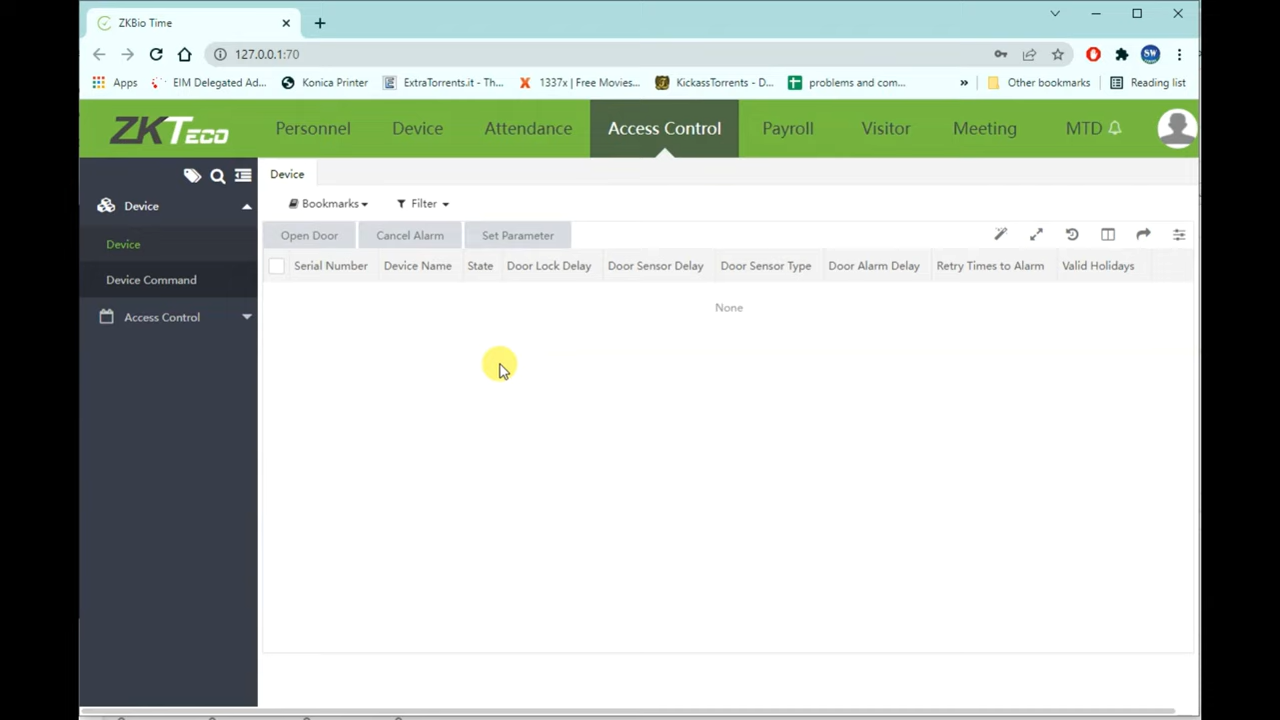 ZKBio Time
127.0.0.1:70
SW
Apps EIM Delegated Ad... Konica Printer ExtraTorrents.it - Th... 1337x | Free Movies... KickassTorrents - D... problems and com... » Other bookmarks Reading list
ZKTECO Personnel Device Attendance Access Control Payroll Visitor Meeting MTD
Device
Device
Bookmarks Filter
Device
Open Door Cancel Alarm Set Parameter
Serial Number Device Name State Door Lock Delay Door Sensor Delay Door Sensor Type Door Alarm Delay Retry Times to Alarm Valid Holidays
Device Command
None
Access Control